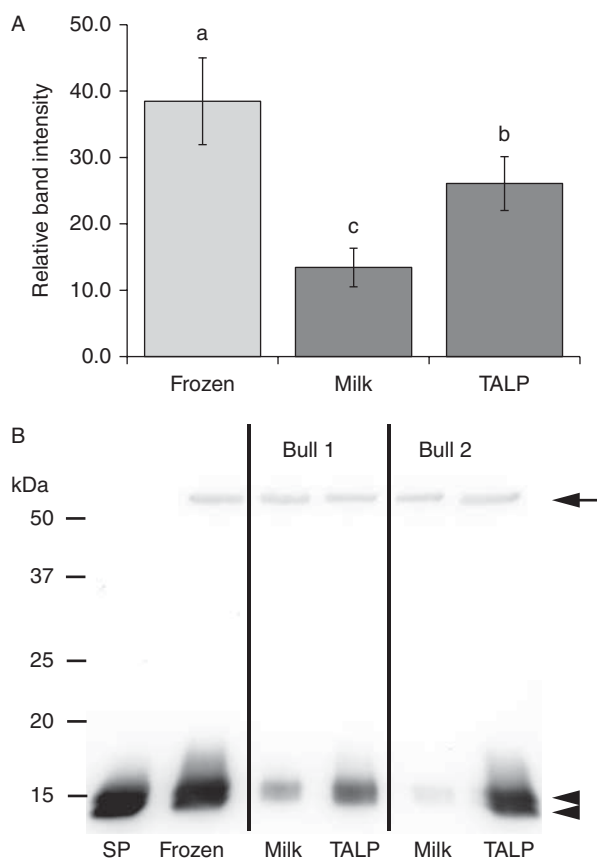 A
50.0
40.0
30.0
20.0
10.0
0.0
Relative band intensity
a
c
b
Frozen
Milk
TALP
B
Bull 1
Bull 2
kDa
50
37
25
20
15
SP
Frozen
Milk
TALP
Milk
TALP